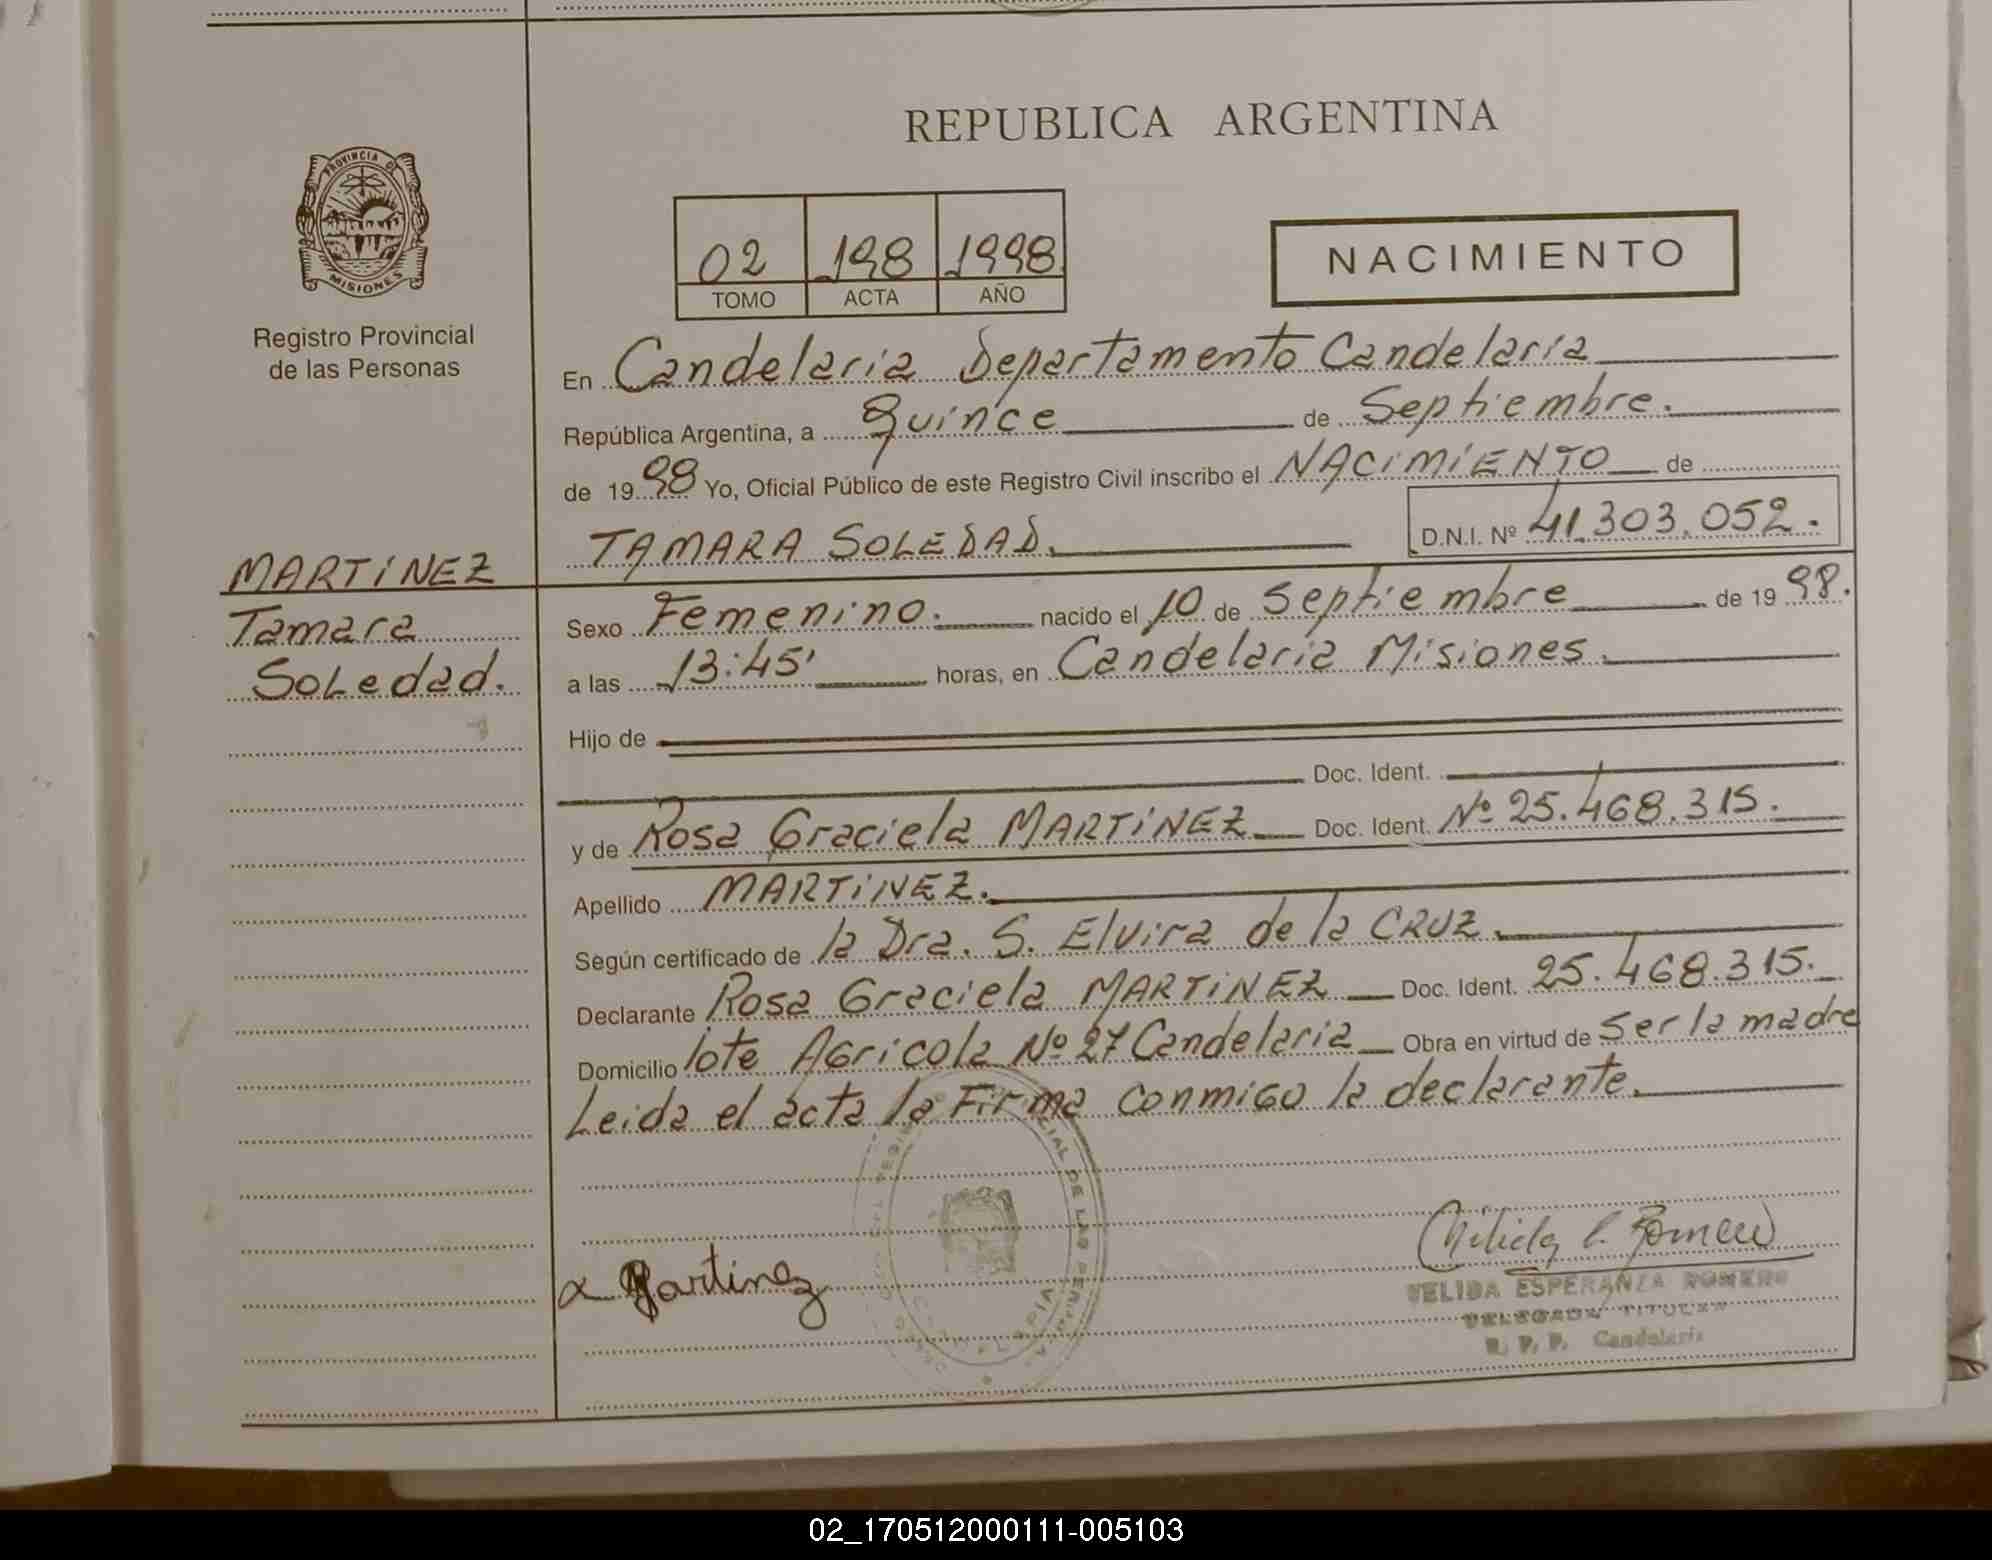 REPUBLICA ARGENTINA
PROVINCIA DE MISIONES
Registro Provincial
de las Personas
02 198 1998
TOMO ACTA AÑO
NACIMIENTO
En Candelaria Departamento Candelaria
República Argentina, a Quince de Septiembre.
de 1998 Yo, Oficial Público de este Registro Civil inscribo el NACIMIENTO de
TAMARA SOLEDAD. D.N.I. Nº 41.303.052.
MARTINEZ
Tamara
Soledad.
Sexo Femenino. nacido el 10 de Septiembre de 1998.
a las 13:45' horas, en Candelaria Misiones.
Hijo de
Doc. Ident.
y de Rosa Graciela MARTINEZ Doc. Ident. Nº 25.468.315.
Apellido MARTINEZ.
Según certificado de la Dra. S. Elvira de la CRUZ.
Declarante Rosa Graciela MARTINEZ Doc. Ident. 25.468.315.
Domicilio lote Agricola Nº 27 Candelaria Obra en virtud de Ser la madre
Leida el acta la Firma conmigo la declarante.
Martinez
VELIDA ESPERANZA ROMERO
DELEGADA TITULAR
R. P. P. Candelaria
02_170512000111-005103